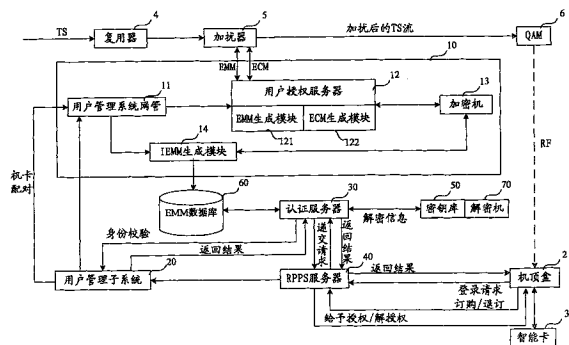 TS
4
复用器
5
加扰器
加扰后的TS流
6
QAM
EMM
ECM
10
11
用户管理系统网管
12
用户授权服务器
EMM生成模块
ECM生成模块
121
122
13
加密机
14
IEMM生成模块
RF
机卡
配对
60
EMM数据库
30
认证服务器
解密信息
50
密钥库
70
解密机
身份校验
返回结果
递交请求
返回结果
20
用户管理子系统
40
RPPS服务器
返回结果
登录请求
订购/退订
给予授权/解授权
2
机顶盒
3
智能卡